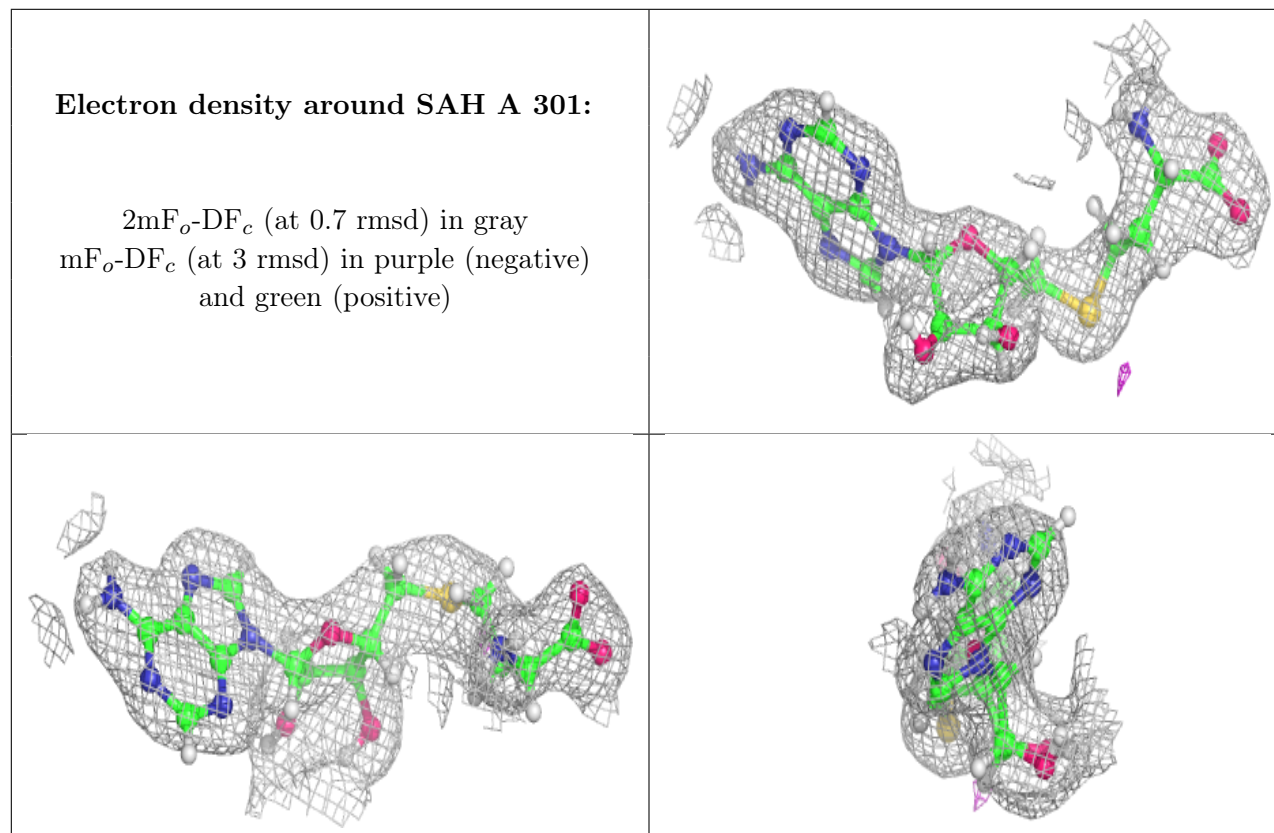 Electron density around SAH A 301:
2mFo-DFc (at 0.7 rmsd) in gray
mFo-DFc (at 3 rmsd) in purple (negative)
and green (positive)